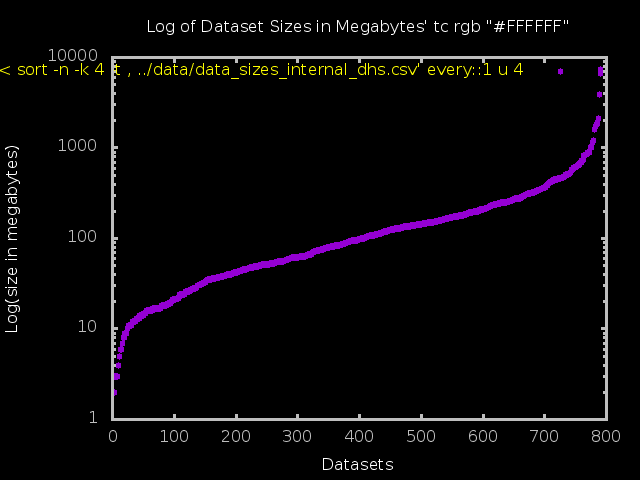 Log of Dataset Sizes in Megabytes' tc rgb "#FFFFFF"
10000
< sort -n -k 4 -t , ../data/data_sizes_internal_dhs.csv' every::1 u 4
1000
100
10
1
Log(size in megabytes)
0 100 200 300 400 500 600 700 800
Datasets